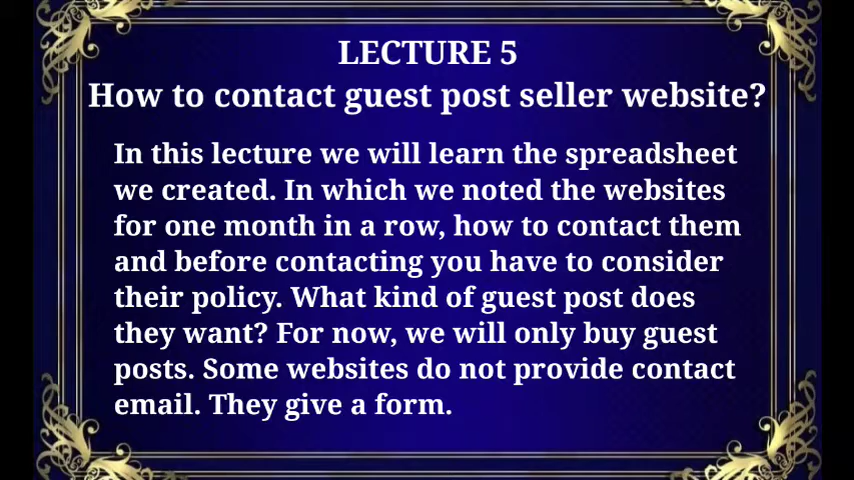 LECTURE 5
How to contact guest post seller website?
In this lecture we will learn the spreadsheet
we created. In which we noted the websites
for one month in a row, how to contact them
and before contacting you have to consider
their policy. What kind of guest post does
they want? For now, we will only buy guest
posts. Some websites do not provide contact
email. They give a form.